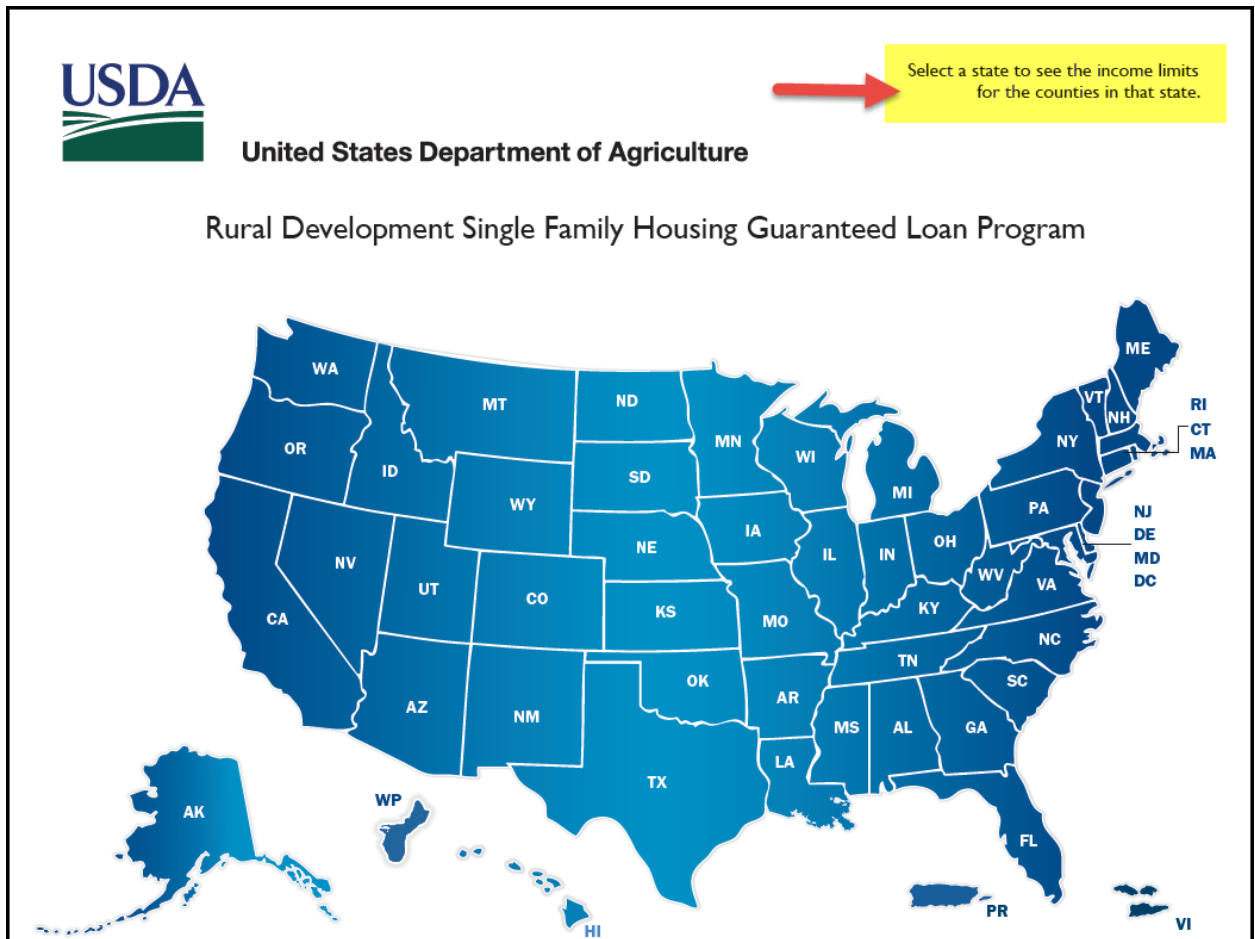 USDA
Select a state to see the income limits
for the counties in that state.
United States Department of Agriculture
Rural Development Single Family Housing Guaranteed Loan Program
ME
WA
VT
MT
ND
RI
NH
CT
MN
NY
OR
WI
MA
ID
SD
MI
WY
PA
NJ
IA
DE
OH
NE
IL
IN
MD
NV
WV
DC
VA
UT
CO
KY
KS
CA
MO
NC
TN
OK
SC
AR
AZ
NM
MS
AL
GA
LA
TX
WP
AK
FL
PR
VI
HI